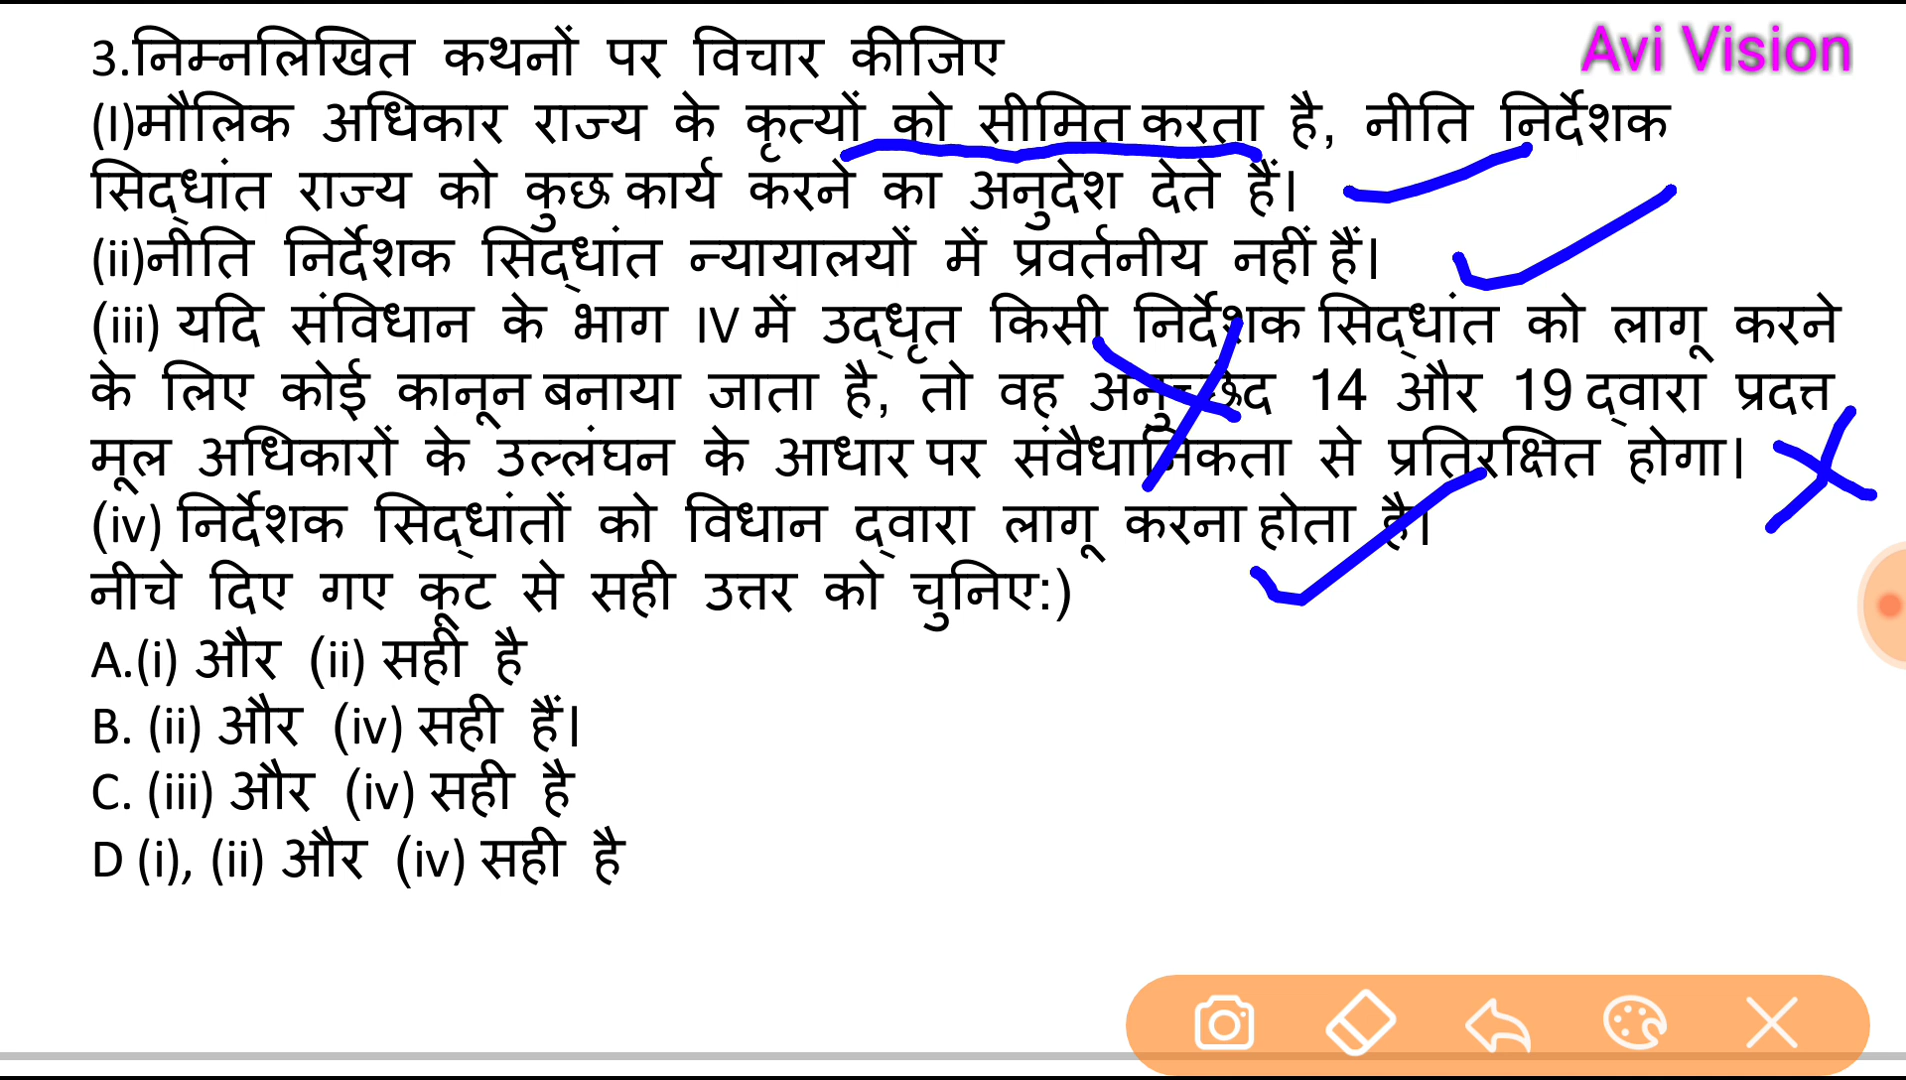 Avi Vision
3.निम्नलिखित कथनों पर विचार कीजिए
(I)मौलिक अधिकार राज्य के कृत्यों को सीमित करता है, नीति निर्देशक
सिद्धांत राज्य को कुछ कार्य करने का अनुदेश देते हैं।
(ii)नीति निर्देशक सिद्धांत न्यायालयों में प्रवर्तनीय नहीं हैं।
(iii) यदि संविधान के भाग IV में उद्धृत किसी निर्देशक सिद्धांत को लागू करने
के लिए कोई कानून बनाया जाता है, तो वह अनुच्छेद 14 और 19 द्वारा प्रदत्त
मूल अधिकारों के उल्लंघन के आधार पर संवैधानिकता से प्रतिरक्षित होगा।
(iv) निर्देशक सिद्धांतों को विधान द्वारा लागू करना होता है।
नीचे दिए गए कूट से सही उत्तर को चुनिए:)
A.(i) और (ii) सही है
B. (ii) और (iv) सही हैं।
C. (iii) और (iv) सही है
D (i), (ii) और (iv) सही है